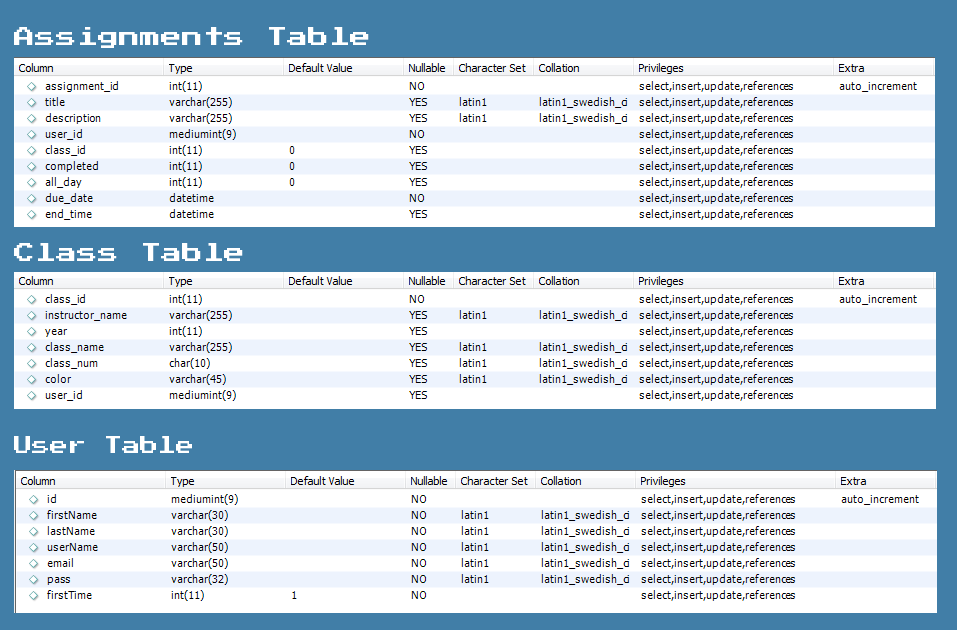 Assignments Table
Column Type Default Value Nullable Character Set Collation Privileges Extra
assignment_id int(11) NO select,insert,update,references auto_increment
title varchar(255) YES latin1 latin1_swedish_ci select,insert,update,references
description varchar(255) YES latin1 latin1_swedish_ci select,insert,update,references
user_id mediumint(9) NO select,insert,update,references
class_id int(11) 0 YES select,insert,update,references
completed int(11) 0 YES select,insert,update,references
all_day int(11) 0 YES select,insert,update,references
due_date datetime NO select,insert,update,references
end_time datetime YES select,insert,update,references
Class Table
Column Type Default Value Nullable Character Set Collation Privileges Extra
class_id int(11) NO select,insert,update,references auto_increment
instructor_name varchar(255) YES latin1 latin1_swedish_ci select,insert,update,references
year int(11) YES select,insert,update,references
class_name varchar(255) YES latin1 latin1_swedish_ci select,insert,update,references
class_num char(10) YES latin1 latin1_swedish_ci select,insert,update,references
color varchar(45) YES latin1 latin1_swedish_ci select,insert,update,references
user_id mediumint(9) YES select,insert,update,references
User Table
Column Type Default Value Nullable Character Set Collation Privileges Extra
id mediumint(9) NO select,insert,update,references auto_increment
firstName varchar(30) NO latin1 latin1_swedish_ci select,insert,update,references
lastName varchar(30) NO latin1 latin1_swedish_ci select,insert,update,references
userName varchar(50) NO latin1 latin1_swedish_ci select,insert,update,references
email varchar(50) NO latin1 latin1_swedish_ci select,insert,update,references
pass varchar(32) NO latin1 latin1_swedish_ci select,insert,update,references
firstTime int(11) 1 NO select,insert,update,references